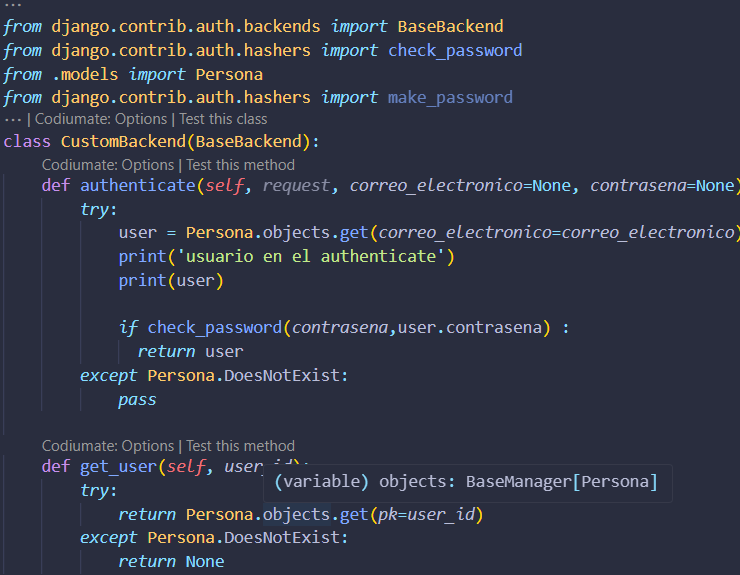 ...
from django.contrib.auth.backends import BaseBackend
from django.contrib.auth.hashers import check_password
from .models import Persona
from django.contrib.auth.hashers import make_password
... | Codiumate: Options | Test this class
class CustomBackend(BaseBackend):
Codiumate: Options | Test this method
def authenticate(self, request, correo_electronico=None, contrasena=None)
try:
user = Persona.objects.get(correo_electronico=correo_electronico)
print('usuario en el authenticate')
print(user)
if check_password(contrasena,user.contrasena) :
return user
except Persona.DoesNotExist:
pass
Codiumate: Options | Test this method
def get_user(self, user_id):
(variable) objects: BaseManager[Persona]
try:
return Persona.objects.get(pk=user_id)
except Persona.DoesNotExist:
return None